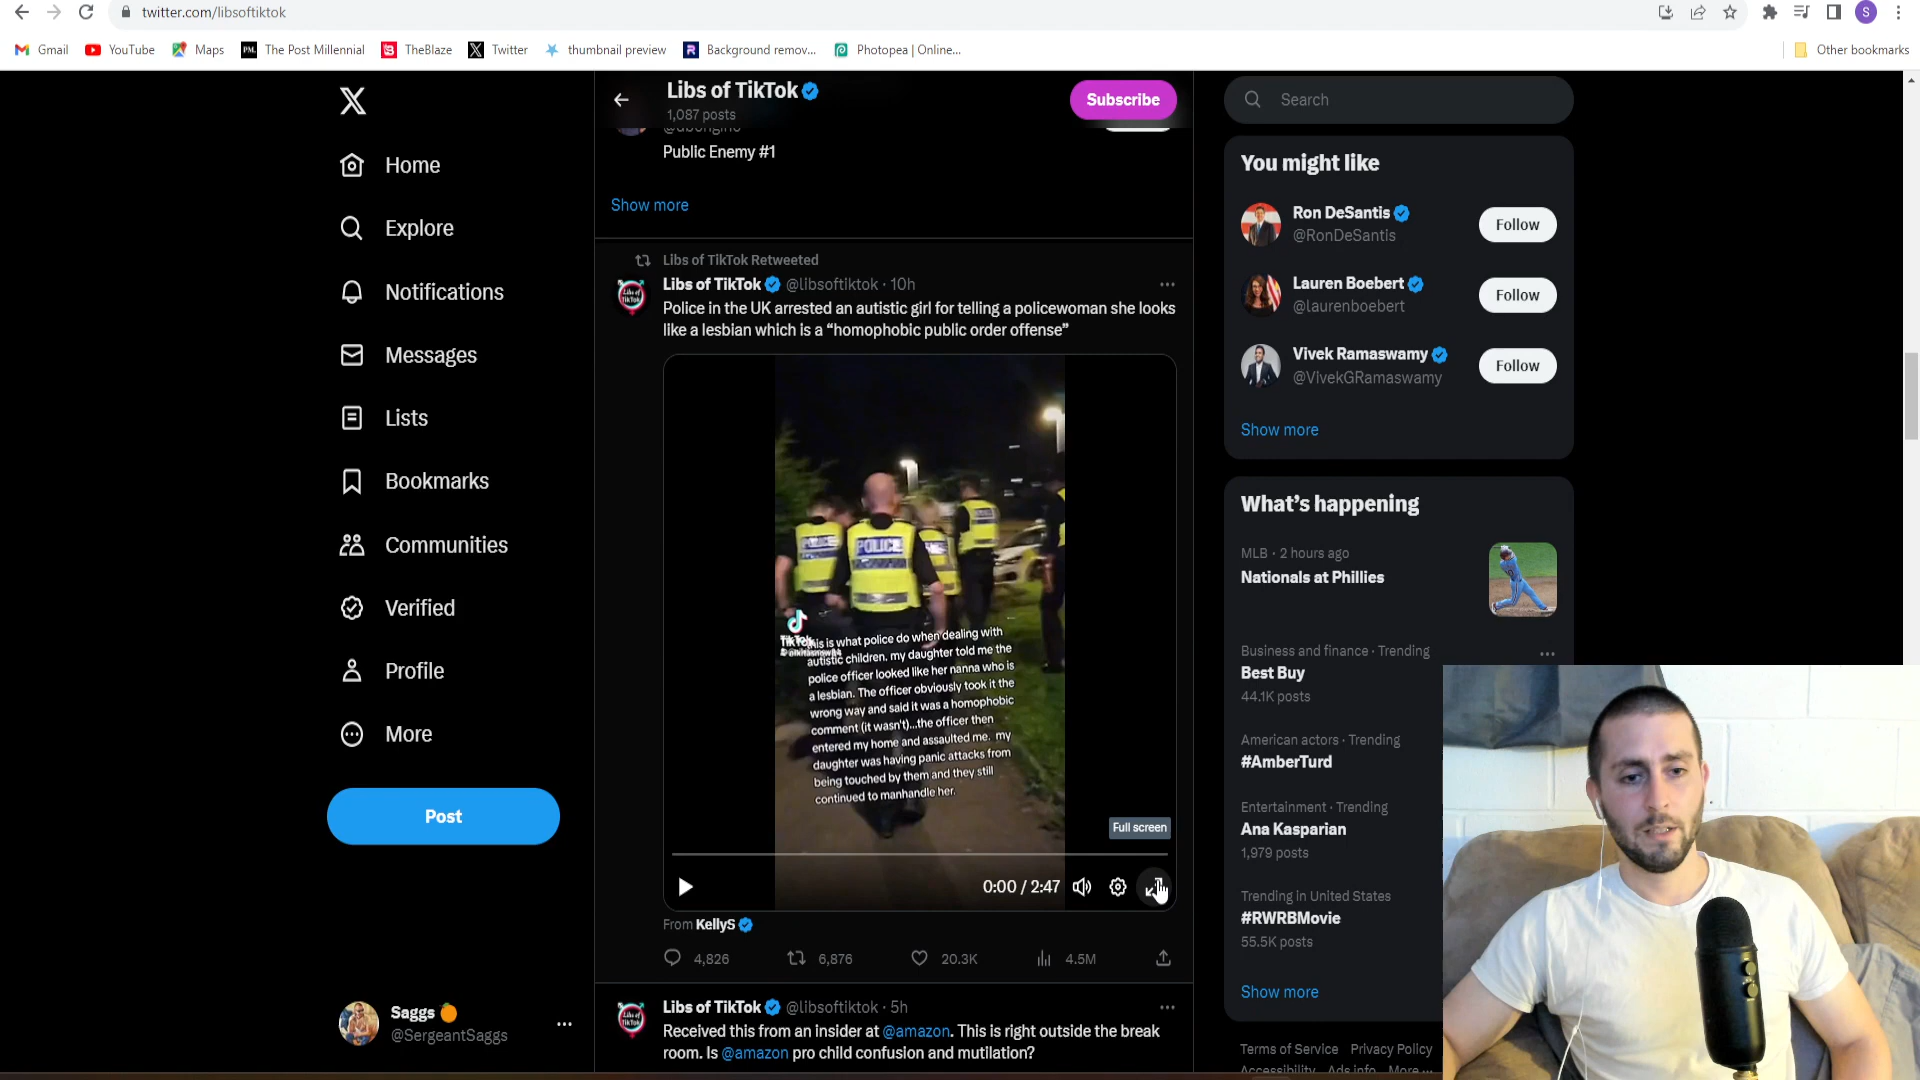 twitter.com/libsoftiktok
S
Gmail
YouTube
Maps
PM.
The Post Millennial
TheBlaze
Twitter
thumbnail preview
R
Background remov...
Photopea | Online...
Other bookmarks
Home
Explore
Notifications
Messages
Lists
Bookmarks
Communities
Verified
Profile
More
Post
Saggs
@SergeantSaggs
Libs of TikTok
1,087 posts
Subscribe
Public Enemy #1
Show more
Libs of TikTok Retweeted
Libs of TikTok @libsoftiktok · 10h
Police in the UK arrested an autistic girl for telling a policewoman she looks
like a lesbian which is a “homophobic public order offense”
POLICE
TikTok
this is what police do when dealing with
autistic children. my daughter told me the
police officer looked like her nanna who is
a lesbian. The officer obviously took it the
wrong way and said it was a homophobic
comment (it wasn't)...the officer then
entered my home and assaulted me. my
daughter was having panic attacks from
being touched by them and they still
continued to manhandle her.
Full screen
0:00 / 2:47
From KellyS
4,826
6,876
20.3K
4.5M
Libs of TikTok @libsoftiktok · 5h
Received this from an insider at @amazon. This is right outside the break
room. Is @amazon pro child confusion and mutilation?
Search
You might like
Ron DeSantis
@RonDeSantis
Follow
Lauren Boebert
@laurenboebert
Follow
Vivek Ramaswamy
@VivekGRamaswamy
Follow
Show more
What’s happening
MLB · 2 hours ago
Nationals at Phillies
Business and finance · Trending
Best Buy
44.1K posts
American actors · Trending
#AmberTurd
Entertainment · Trending
Ana Kasparian
1,979 posts
Trending in United States
#RWRBMovie
55.5K posts
Show more
Terms of Service Privacy Policy
Accessibility Ads info More ...